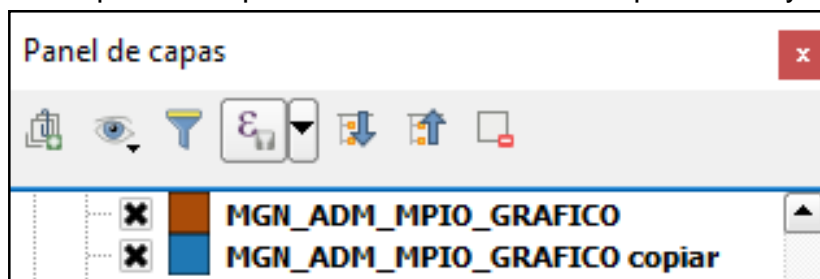 Panel de capas
x
ε
MGN_ADM_MPIO_GRAFICO
MGN_ADM_MPIO_GRAFICO copiar